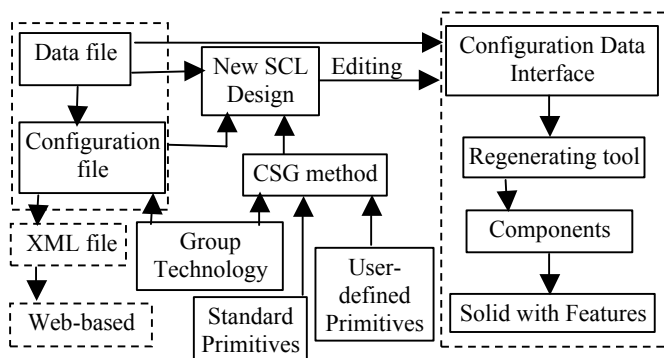 Data file
New SCL
Design
Editing
Configuration Data
Interface
Configuration
file
CSG method
Regenerating tool
XML file
Group
Technology
User-
defined
Primitives
Components
Web-based
Standard
Primitives
Solid with Features